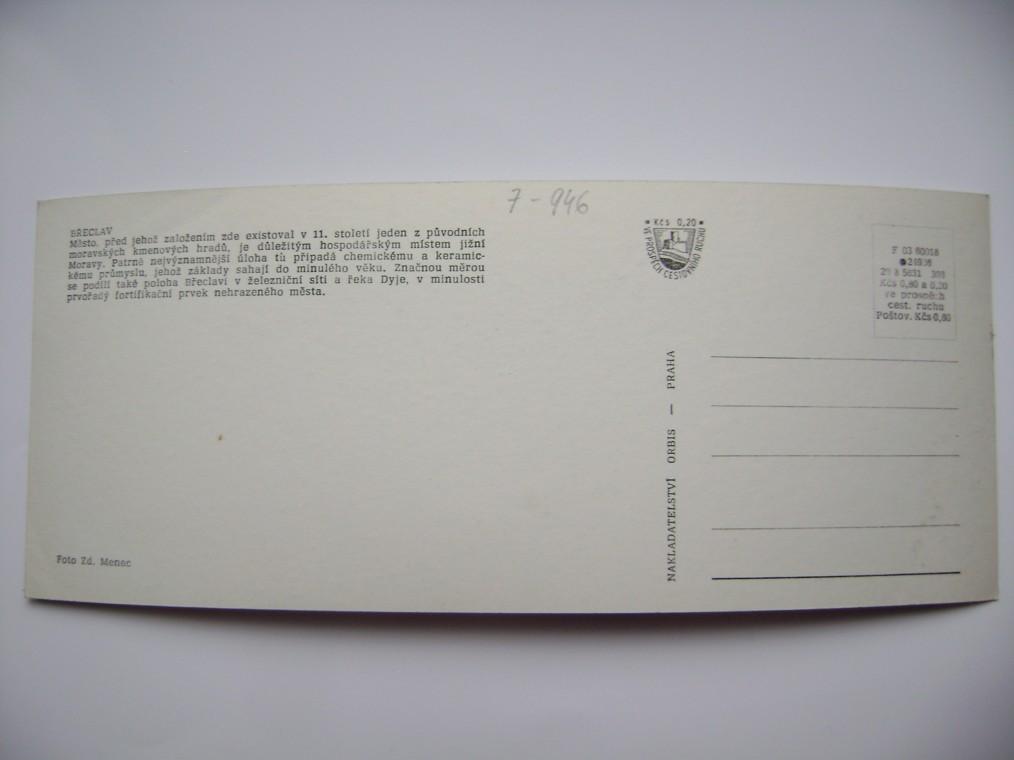 7 - 946
BŘECLAV
Město, před jehož založením zde existoval v 11. století jeden z původních
moravských kmenových hradů, je důležitým hospodářským místem jižní
Moravy. Patrně nejvýznamnější úloha tu připadá chemickému a keramic-
kému průmyslu, jehož základy sahají do minulého věku. Značnou měrou
se podílí také poloha Břeclavi v železniční síti a řeka Dyje, v minulosti
prvořadý fortifikační prvek nehrazeného města.
Foto Zd. Menec
Kčs 0,20
VE PROSPĚCH CESTOVNÍHO RUCHU
NAKLADATELSTVÍ ORBIS — PRAHA
F 03 60018
Kčs 0,80 a 0,20
ve prospěch
cest. ruchu
Poštov. Kčs 0,80